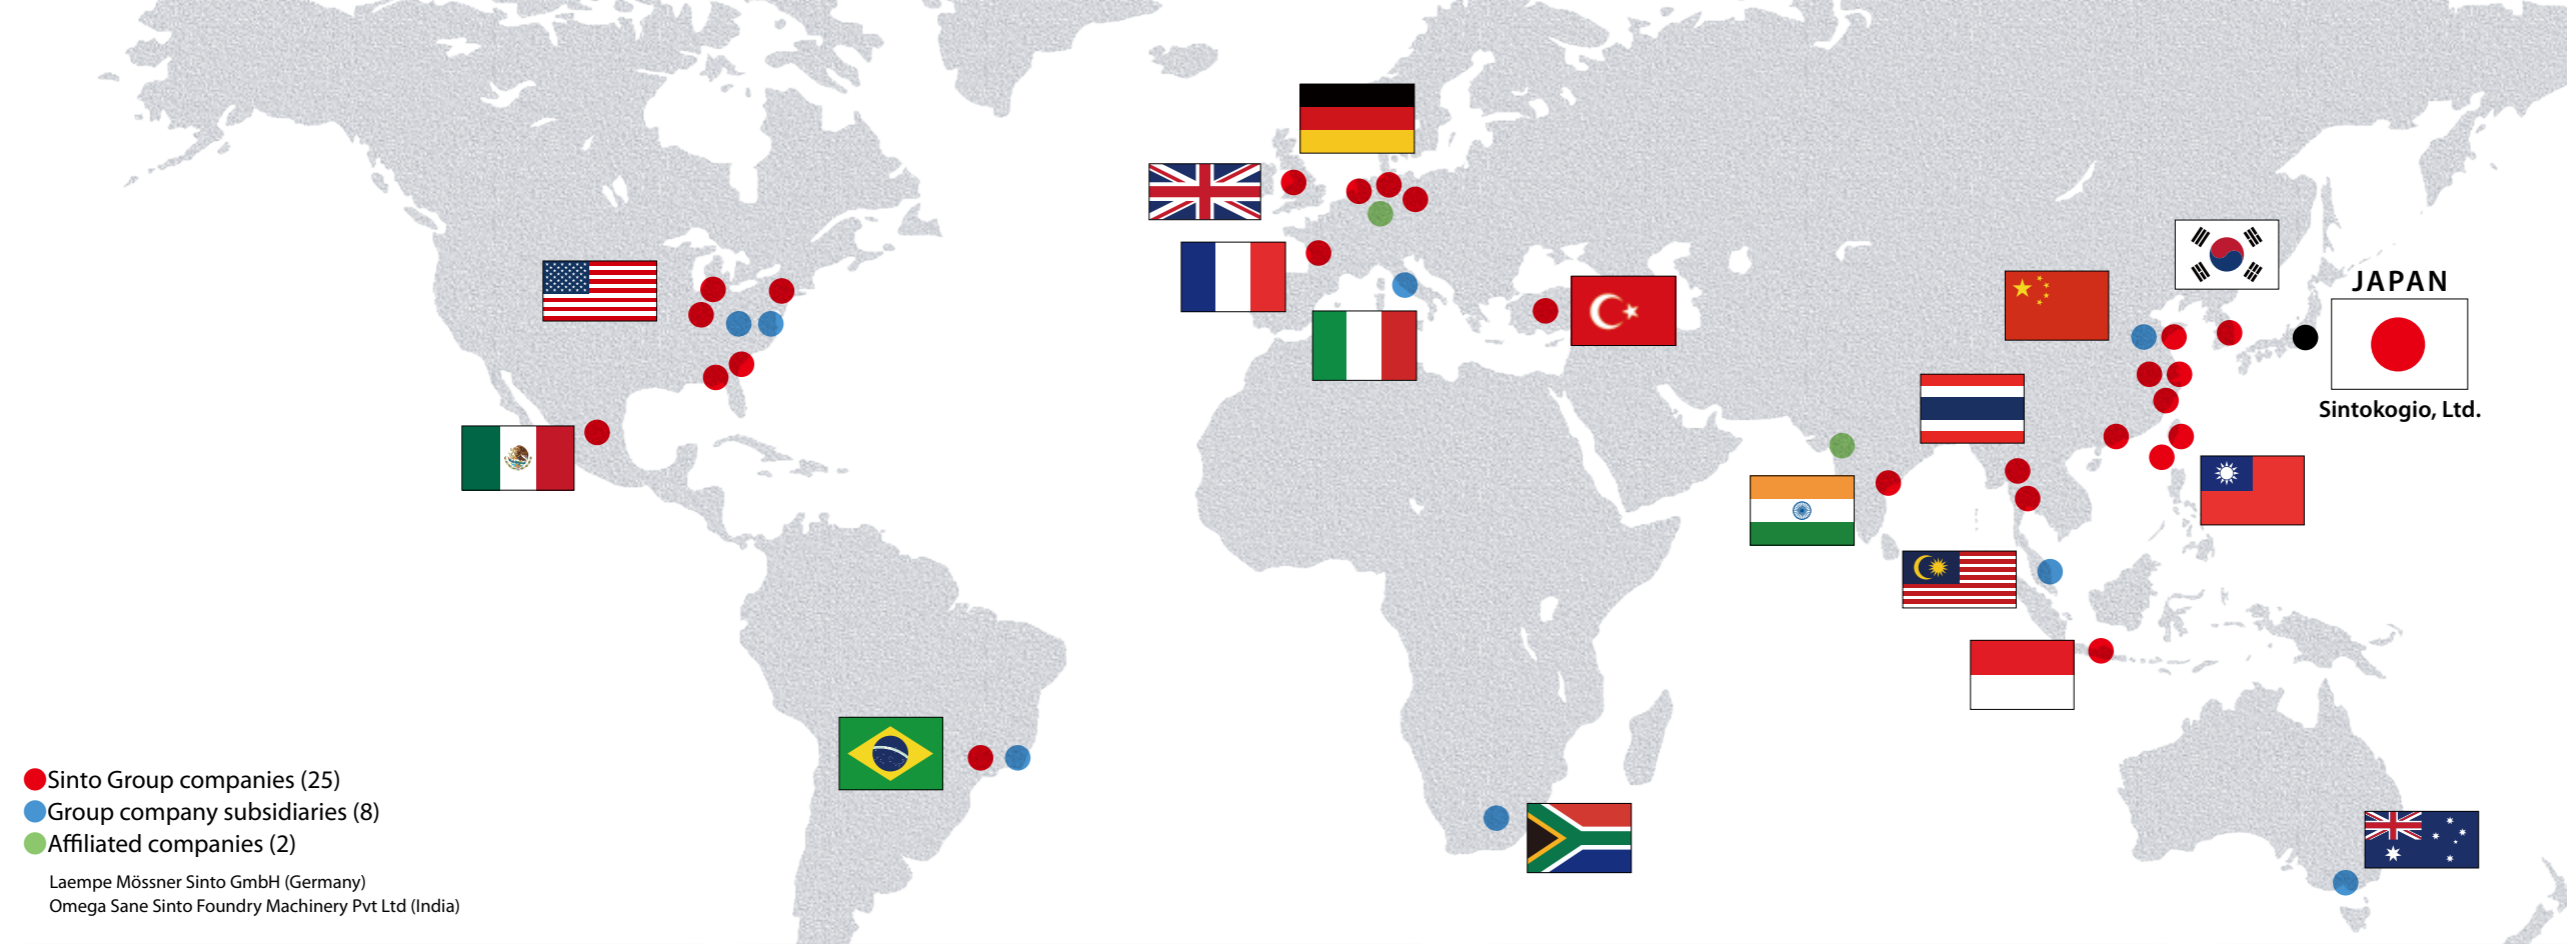 JAPAN
Sintokogio, Ltd.
Sinto Group companies (25)
Group company subsidiaries (8)
Affiliated companies (2)
Laempe Mössner Sinto GmbH (Germany)
Omega Sane Sinto Foundry Machinery Pvt Ltd (India)